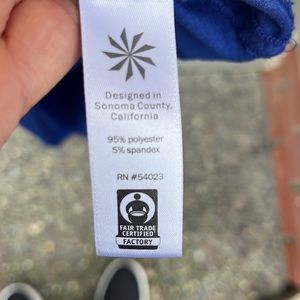 Designed in
Sonoma County,
California
95% polyester
5% spandex
RN #54023
FAIR TRADE
CERTIFIED
FACTORY